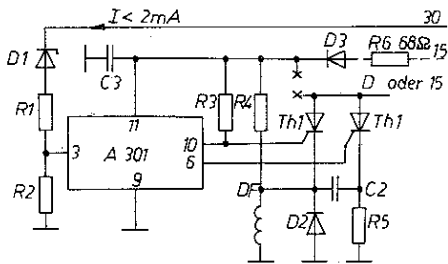 I < 2mA 30
D1 C3 D3 R6 68Ω 15
R1 R3 R4 D oder 15
11 Th1 Th1
3 A 301 10
6
R2 9 DF C2
D2 R5